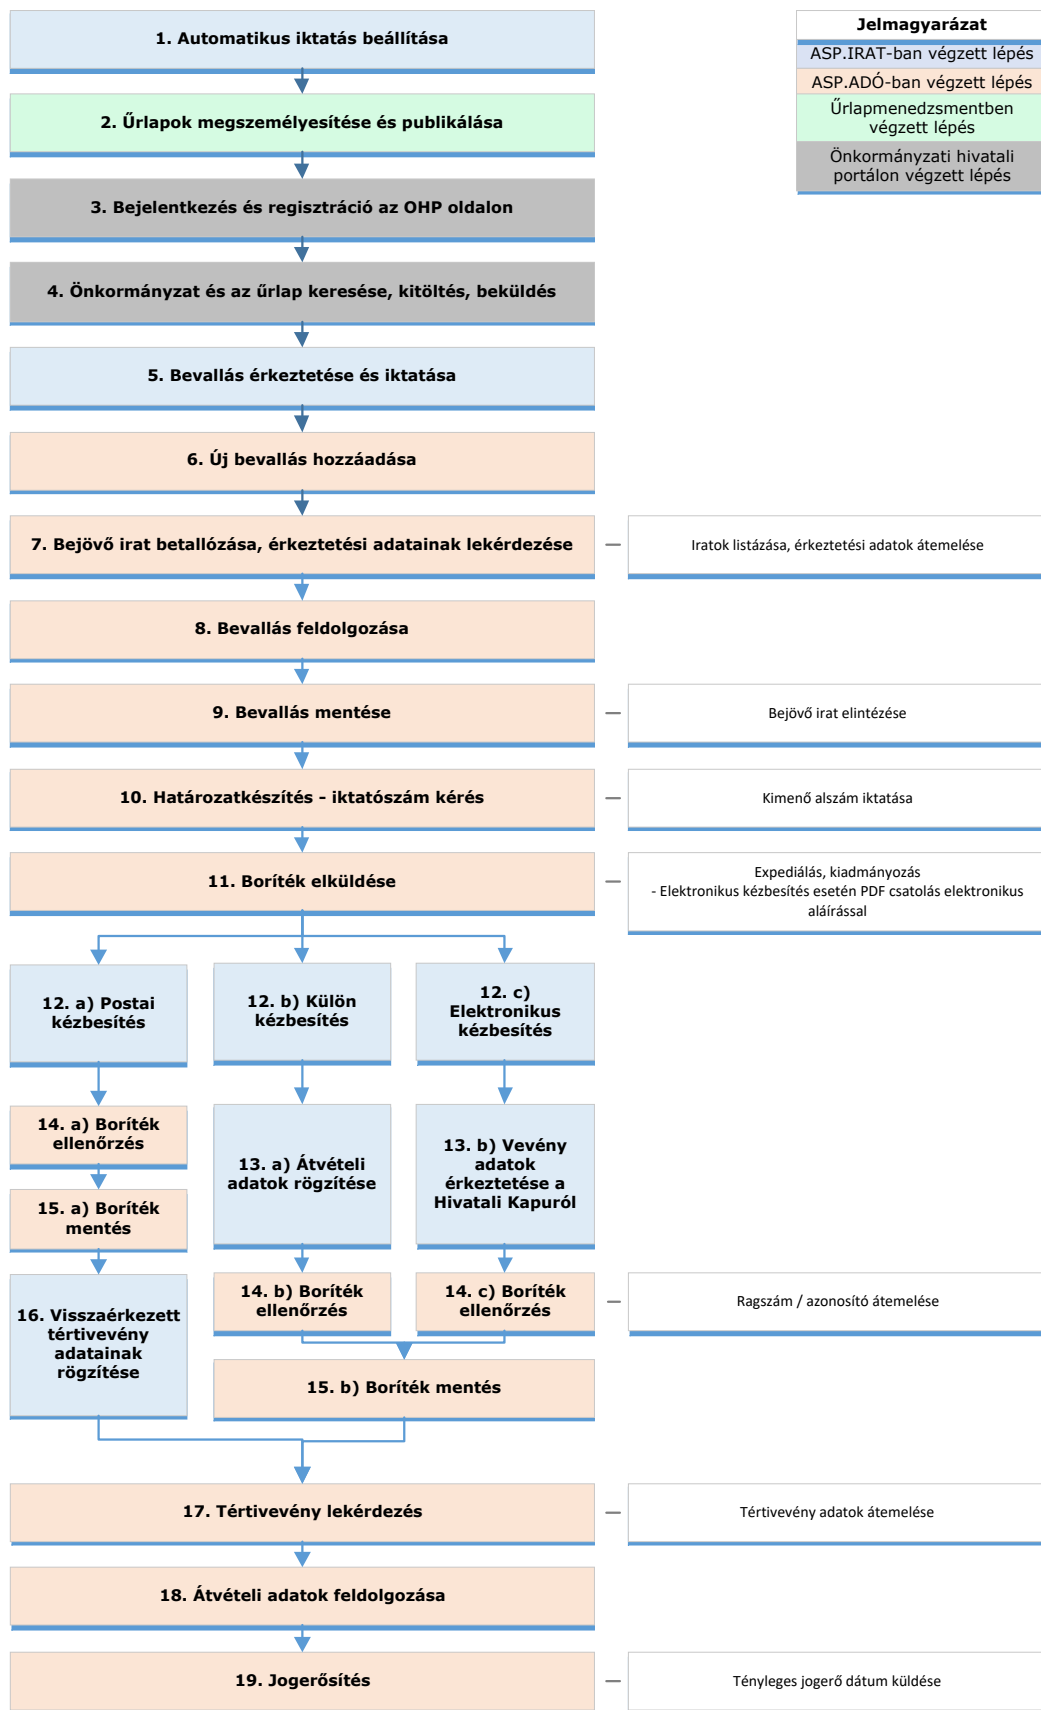 1. Automatikus iktatás beállítása
Jelmagyarázat
ASP.IRAT-ban végzett lépés
ASP.ADÓ-ban végzett lépés
Űrlapmenedzsmentben
végzett lépés
Önkormányzati hivatali
portálon végzett lépés
2. Űrlapok megszemélyesítése és publikálása
3. Bejelentkezés és regisztráció az OHP oldalon
4. Önkormányzat és az űrlap keresése, kitöltés, beküldés
5. Bevallás érkeztetése és iktatása
6. Új bevallás hozzáadása
7. Bejövő irat betallózása, érkeztetési adatainak lekérdezése
Iratok listázása, érkeztetési adatok átemelése
8. Bevallás feldolgozása
9. Bevallás mentése
Bejövő irat elintézése
10. Határozatkészítés - iktatószám kérés
Kimenő alszám iktatása
11. Boríték elküldése
Expediálás, kiadmányozás
- Elektronikus kézbesítés esetén PDF csatolás elektronikus
aláírással
12. a) Postai
kézbesítés
12. b) Külön
kézbesítés
12. c)
Elektronikus
kézbesítés
14. a) Boríték
ellenőrzés
13. a) Átvételi
adatok rögzítése
13. b) Vevény
adatok
érkeztetése a
Hivatali Kapuról
15. a) Boríték
mentés
16. Visszaérkezett
tértivevény
adatainak
rögzítése
14. b) Boríték
ellenőrzés
14. c) Boríték
ellenőrzés
Ragszám / azonosító átemelése
15. b) Boríték mentés
17. Tértivevény lekérdezés
Tértivevény adatok átemelése
18. Átvételi adatok feldolgozása
19. Jogerősítés
Tényleges jogerő dátum küldése